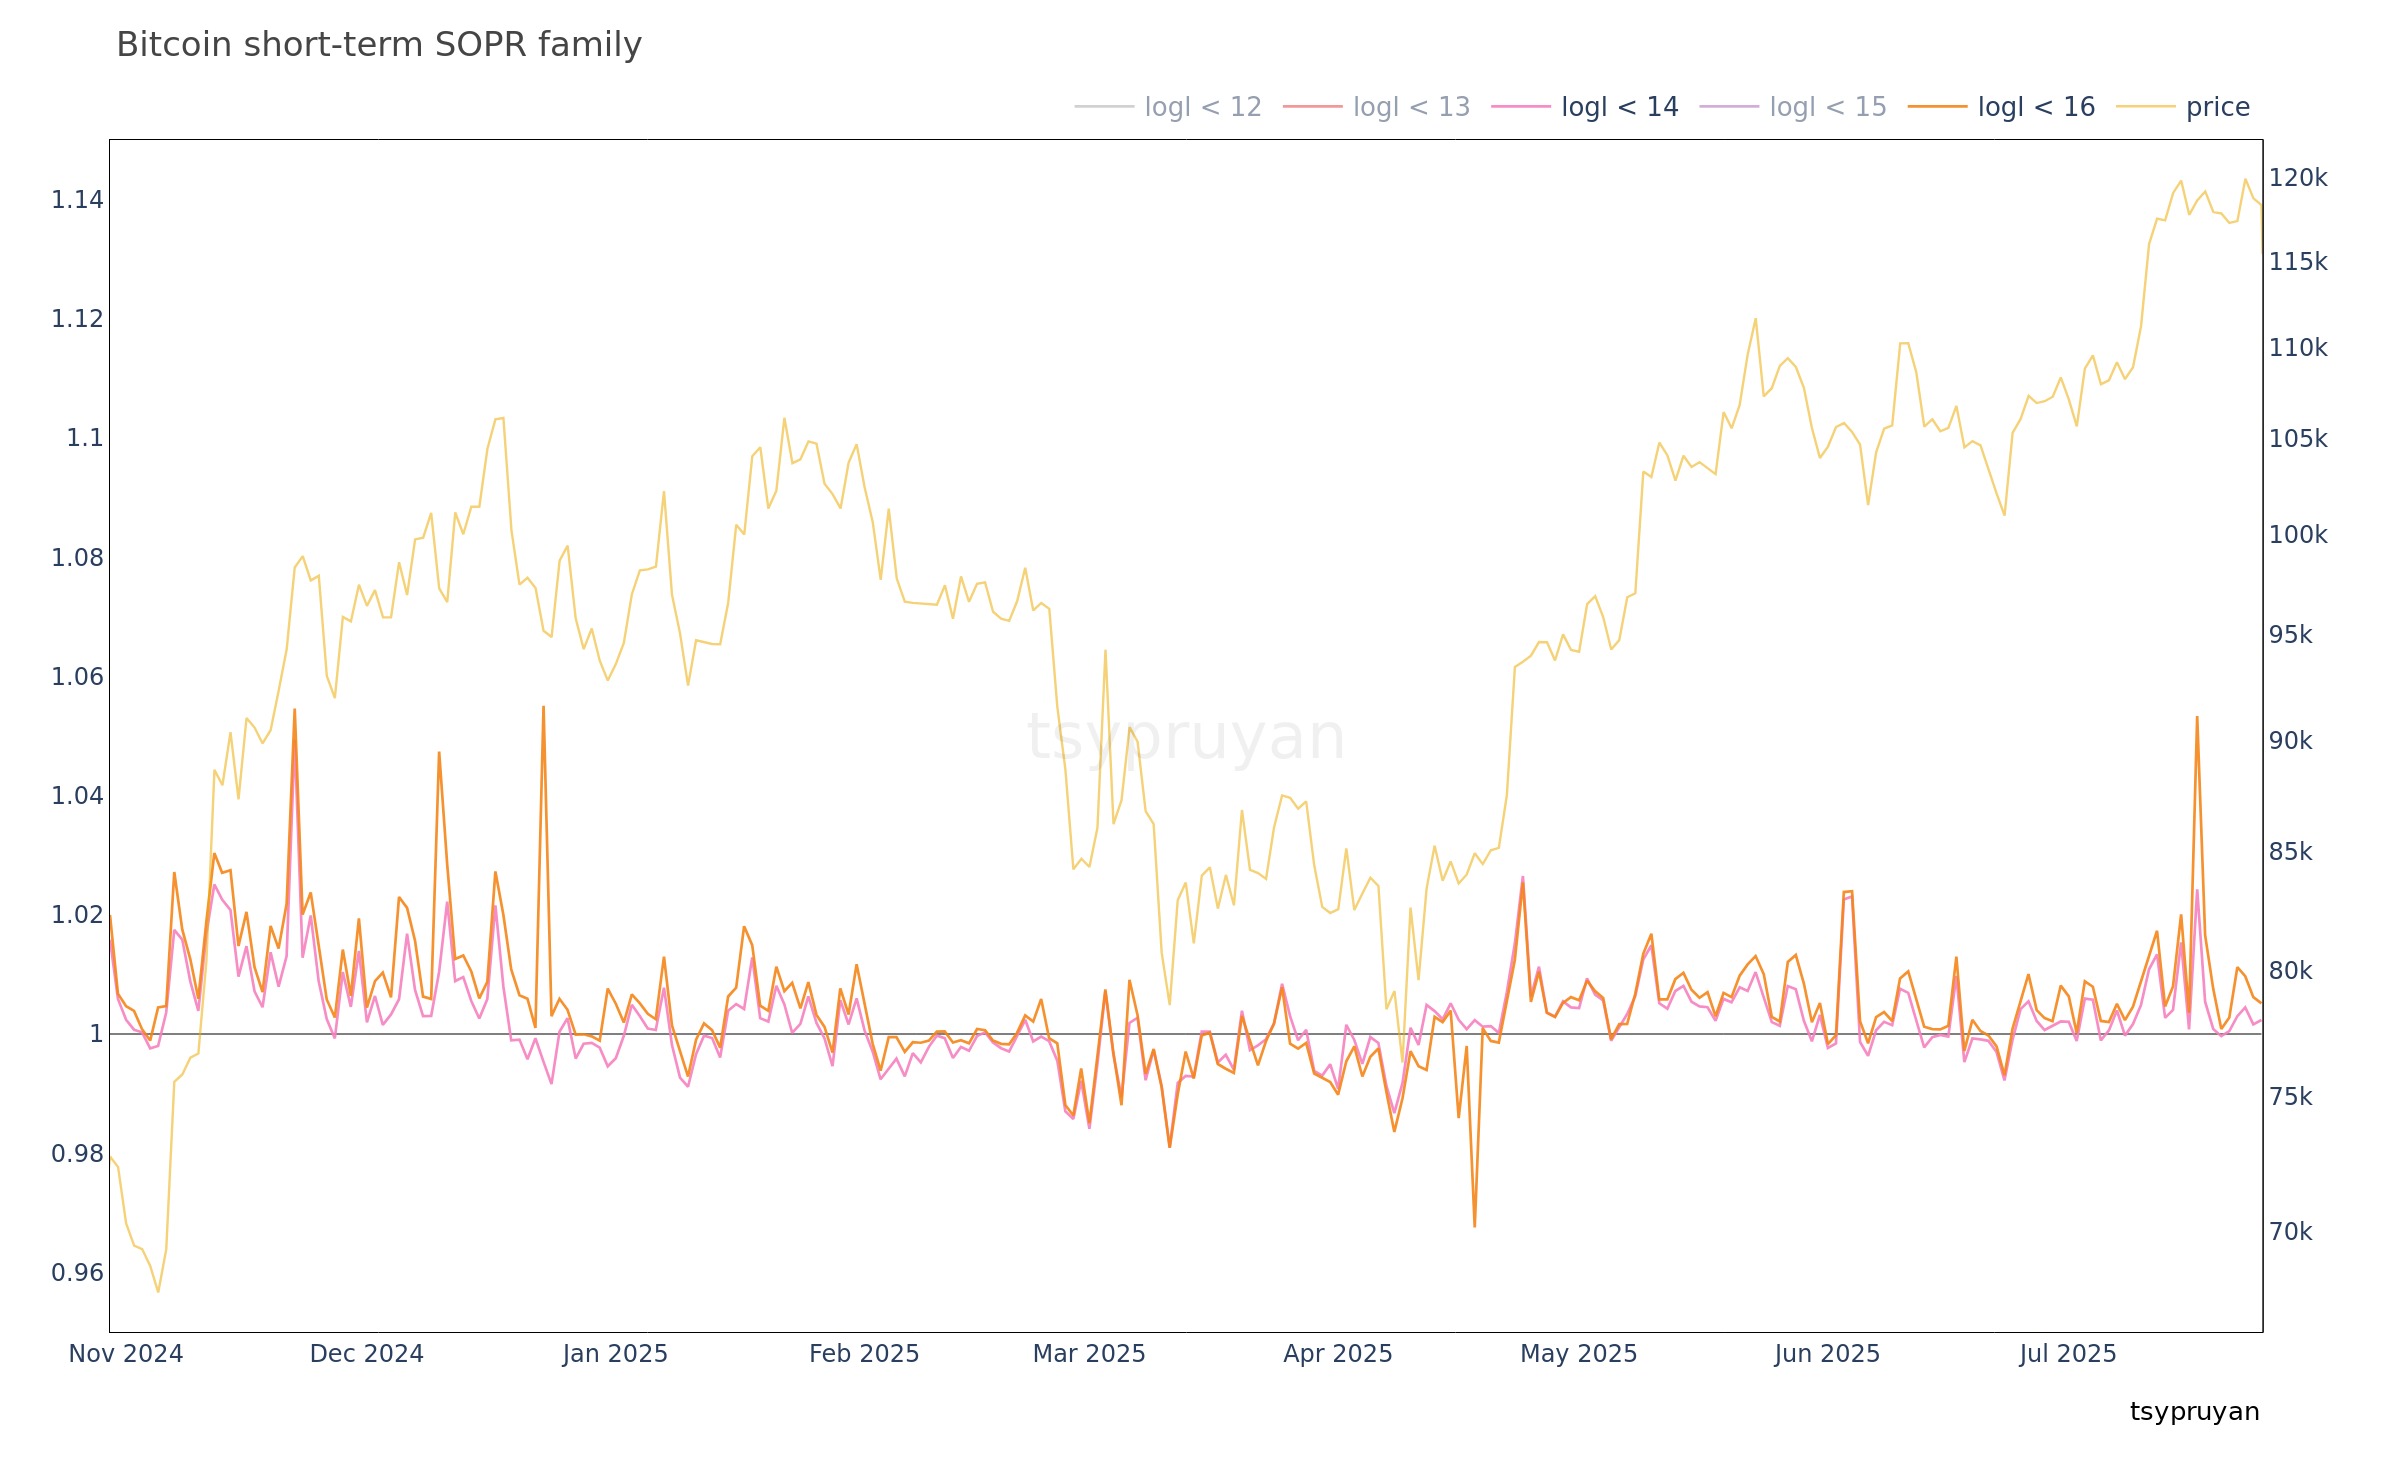 Bitcoin short-term SOPR family
logl < 12 logl < 13 logl < 14 logl < 15 logl < 16 price
1.14
1.12
1.1
1.08
1.06
1.04
1.02
1
0.98
0.96
120k
115k
110k
105k
100k
95k
90k
85k
80k
75k
70k
tsypruyan
Nov 2024 Dec 2024 Jan 2025 Feb 2025 Mar 2025 Apr 2025 May 2025 Jun 2025 Jul 2025
tsypruyan